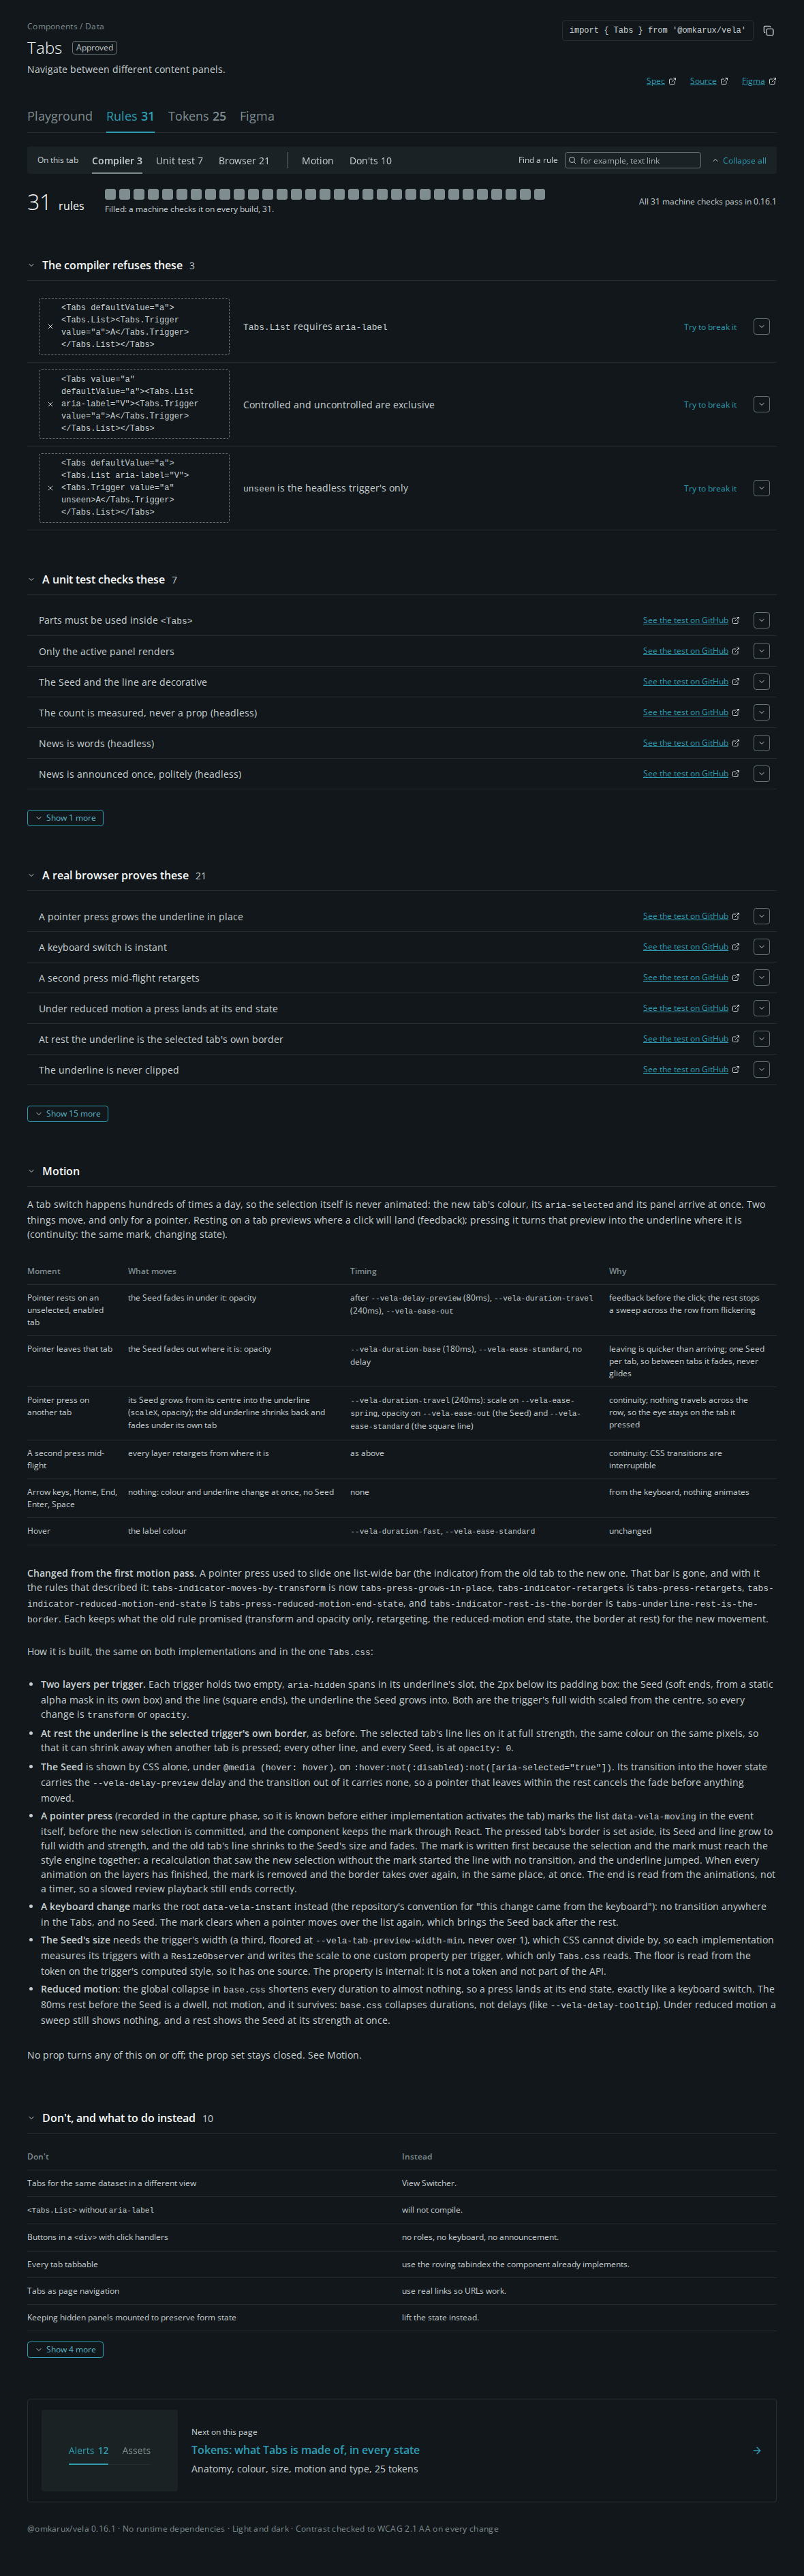 Components / Data
import { Tabs } from '@omkarux/vela'
Tabs Approved
Navigate between different content panels.
Spec Source Figma
Playground Rules 31 Tokens 25 Figma
On this tab Compiler 3 Unit test 7 Browser 21 Motion Don'ts 10 Find a rule for example, text link Collapse all
31 rules
Filled: a machine checks it on every build, 31.
All 31 machine checks pass in 0.16.1
The compiler refuses these 3
<Tabs defaultValue="a">
<Tabs.List><Tabs.Trigger
value="a">A</Tabs.Trigger>
</Tabs.List></Tabs>
Tabs.List requires aria-label
Try to break it
<Tabs value="a"
defaultValue="a"><Tabs.List
aria-label="V"><Tabs.Trigger
value="a">A</Tabs.Trigger>
</Tabs.List></Tabs>
Controlled and uncontrolled are exclusive
Try to break it
<Tabs defaultValue="a">
<Tabs.List aria-label="V">
<Tabs.Trigger value="a"
unseen>A</Tabs.Trigger>
</Tabs.List></Tabs>
unseen is the headless trigger's only
Try to break it
A unit test checks these 7
Parts must be used inside <Tabs> See the test on GitHub
Only the active panel renders See the test on GitHub
The Seed and the line are decorative See the test on GitHub
The count is measured, never a prop (headless) See the test on GitHub
News is words (headless) See the test on GitHub
News is announced once, politely (headless) See the test on GitHub
Show 1 more
A real browser proves these 21
A pointer press grows the underline in place See the test on GitHub
A keyboard switch is instant See the test on GitHub
A second press mid-flight retargets See the test on GitHub
Under reduced motion a press lands at its end state See the test on GitHub
At rest the underline is the selected tab's own border See the test on GitHub
The underline is never clipped See the test on GitHub
Show 15 more
Motion
A tab switch happens hundreds of times a day, so the selection itself is never animated: the new tab's colour, its aria-selected and its panel arrive at once. Two
things move, and only for a pointer. Resting on a tab previews where a click will land (feedback); pressing it turns that preview into the underline where it is
(continuity: the same mark, changing state).
Moment What moves Timing Why
Pointer rests on an
unselected, enabled
tab
the Seed fades in under it: opacity
after --vela-delay-preview (80ms), --vela-duration-travel
(240ms), --vela-ease-out
feedback before the click; the rest stops
a sweep across the row from flickering
Pointer leaves that tab
the Seed fades out where it is: opacity
--vela-duration-base (180ms), --vela-ease-standard, no
delay
leaving is quicker than arriving; one Seed
per tab, so between tabs it fades, never
glides
Pointer press on
another tab
its Seed grows from its centre into the underline
(scaleX, opacity); the old underline shrinks back and
fades under its own tab
--vela-duration-travel (240ms): scale on --vela-ease-
spring, opacity on --vela-ease-out (the Seed) and --vela-
ease-standard (the square line)
continuity; nothing travels across the
row, so the eye stays on the tab it
pressed
A second press mid-
flight
every layer retargets from where it is
as above
continuity: CSS transitions are
interruptible
Arrow keys, Home, End,
Enter, Space
nothing: colour and underline change at once, no Seed
none
from the keyboard, nothing animates
Hover
the label colour
--vela-duration-fast, --vela-ease-standard
unchanged
Changed from the first motion pass. A pointer press used to slide one list-wide bar (the indicator) from the old tab to the new one. That bar is gone, and with it
the rules that described it: tabs-indicator-moves-by-transform is now tabs-press-grows-in-place, tabs-indicator-retargets is tabs-press-retargets, tabs-
indicator-reduced-motion-end-state is tabs-press-reduced-motion-end-state, and tabs-indicator-rest-is-the-border is tabs-underline-rest-is-the-
border. Each keeps what the old rule promised (transform and opacity only, retargeting, the reduced-motion end state, the border at rest) for the new movement.
How it is built, the same on both implementations and in the one Tabs.css:
• Two layers per trigger. Each trigger holds two empty, aria-hidden spans in its underline's slot, the 2px below its padding box: the Seed (soft ends, from a static
alpha mask in its own box) and the line (square ends), the underline the Seed grows into. Both are the trigger's full width scaled from the centre, so every
change is transform or opacity.
• At rest the underline is the selected trigger's own border, as before. The selected tab's line lies on it at full strength, the same colour on the same pixels, so
that it can shrink away when another tab is pressed; every other line, and every Seed, is at opacity: 0.
• The Seed is shown by CSS alone, under @media (hover: hover), on :hover:not(:disabled):not([aria-selected="true"]). Its transition into the hover state
carries the --vela-delay-preview delay and the transition out of it carries none, so a pointer that leaves within the rest cancels the fade before anything
moved.
• A pointer press (recorded in the capture phase, so it is known before either implementation activates the tab) marks the list data-vela-moving in the event
itself, before the new selection is committed, and the component keeps the mark through React. The pressed tab's border is set aside, its Seed and line grow to
full width and strength, and the old tab's line shrinks to the Seed's size and fades. The mark is written first because the selection and the mark must reach the
style engine together: a recalculation that saw the new selection without the mark started the line with no transition, and the underline jumped. When every
animation on the layers has finished, the mark is removed and the border takes over again, in the same place, at once. The end is read from the animations, not
a timer, so a slowed review playback still ends correctly.
• A keyboard change marks the root data-vela-instant instead (the repository's convention for "this change came from the keyboard"): no transition anywhere
in the Tabs, and no Seed. The mark clears when a pointer moves over the list again, which brings the Seed back after the rest.
• The Seed's size needs the trigger's width (a third, floored at --vela-tab-preview-width-min, never over 1), which CSS cannot divide by, so each implementation
measures its triggers with a ResizeObserver and writes the scale to one custom property per trigger, which only Tabs.css reads. The floor is read from the
token on the trigger's computed style, so it has one source. The property is internal: it is not a token and not part of the API.
• Reduced motion: the global collapse in base.css shortens every duration to almost nothing, so a press lands at its end state, exactly like a keyboard switch. The
80ms rest before the Seed is a dwell, not motion, and it survives: base.css collapses durations, not delays (like --vela-delay-tooltip). Under reduced motion a
sweep still shows nothing, and a rest shows the Seed at its strength at once.
No prop turns any of this on or off; the prop set stays closed. See Motion.
Don't, and what to do instead 10
Don't Instead
Tabs for the same dataset in a different view View Switcher.
<Tabs.List> without aria-label will not compile.
Buttons in a <div> with click handlers no roles, no keyboard, no announcement.
Every tab tabbable use the roving tabindex the component already implements.
Tabs as page navigation use real links so URLs work.
Keeping hidden panels mounted to preserve form state lift the state instead.
Show 4 more
Alerts 12 Assets
Next on this page
Tokens: what Tabs is made of, in every state
Anatomy, colour, size, motion and type, 25 tokens
@omkarux/vela 0.16.1 · No runtime dependencies · Light and dark · Contrast checked to WCAG 2.1 AA on every change